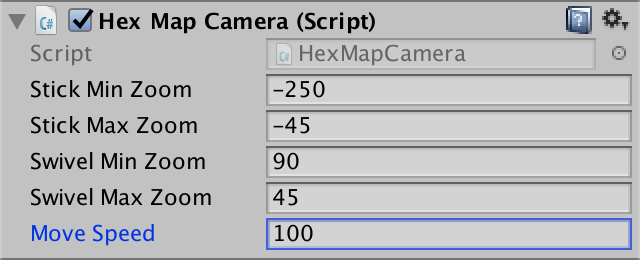 C# Hex Map Camera (Script)
Script HexMapCamera
Stick Min Zoom -250
Stick Max Zoom -45
Swivel Min Zoom 90
Swivel Max Zoom 45
Move Speed 100